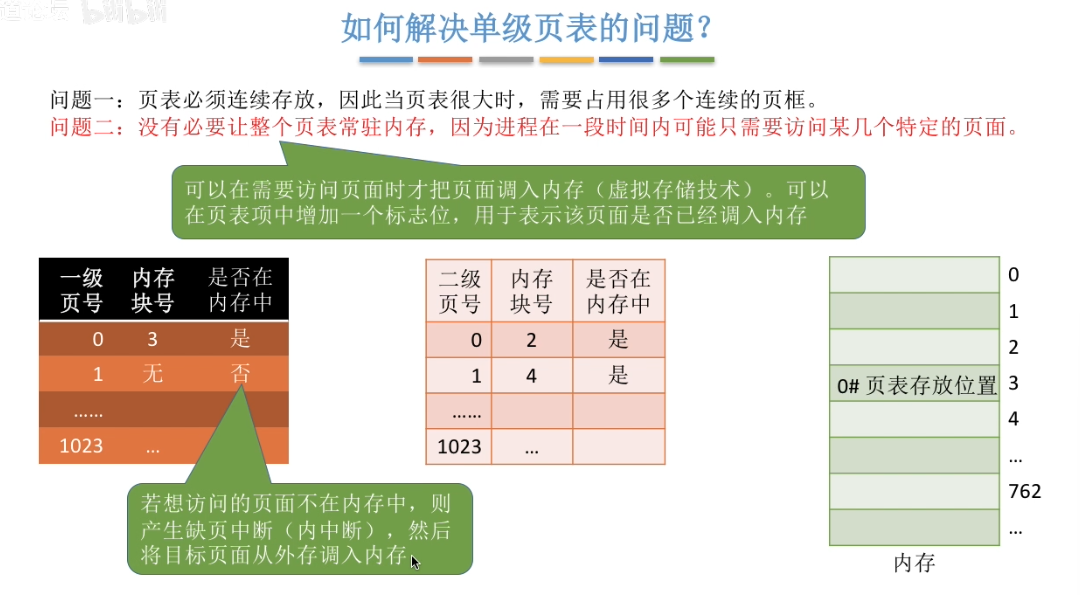 如何解决单级页表的问题？
问题一：页表必须连续存放，因此当页表很大时，需要占用很多个连续的页框。
问题二：没有必要让整个页表常驻内存，因为进程在一段时间内可能只需要访问某几个特定的页面。
可以在需要访问页面时才把页面调入内存（虚拟存储技术）。可以
在页表项中增加一个标志位，用于表示该页面是否已经调入内存
一级页号 内存块号 是否在内存中
0 3 是
1 无 否
......
1023 ...
若想访问的页面不在内存中，则
产生缺页中断（内中断），然后
将目标页面从外存调入内存
二级页号 内存块号 是否在内存中
0 2 是
1 4 是
......
1023 ...
0
1
2
0# 页表存放位置 3
4
...
762
...
内存
bilibili